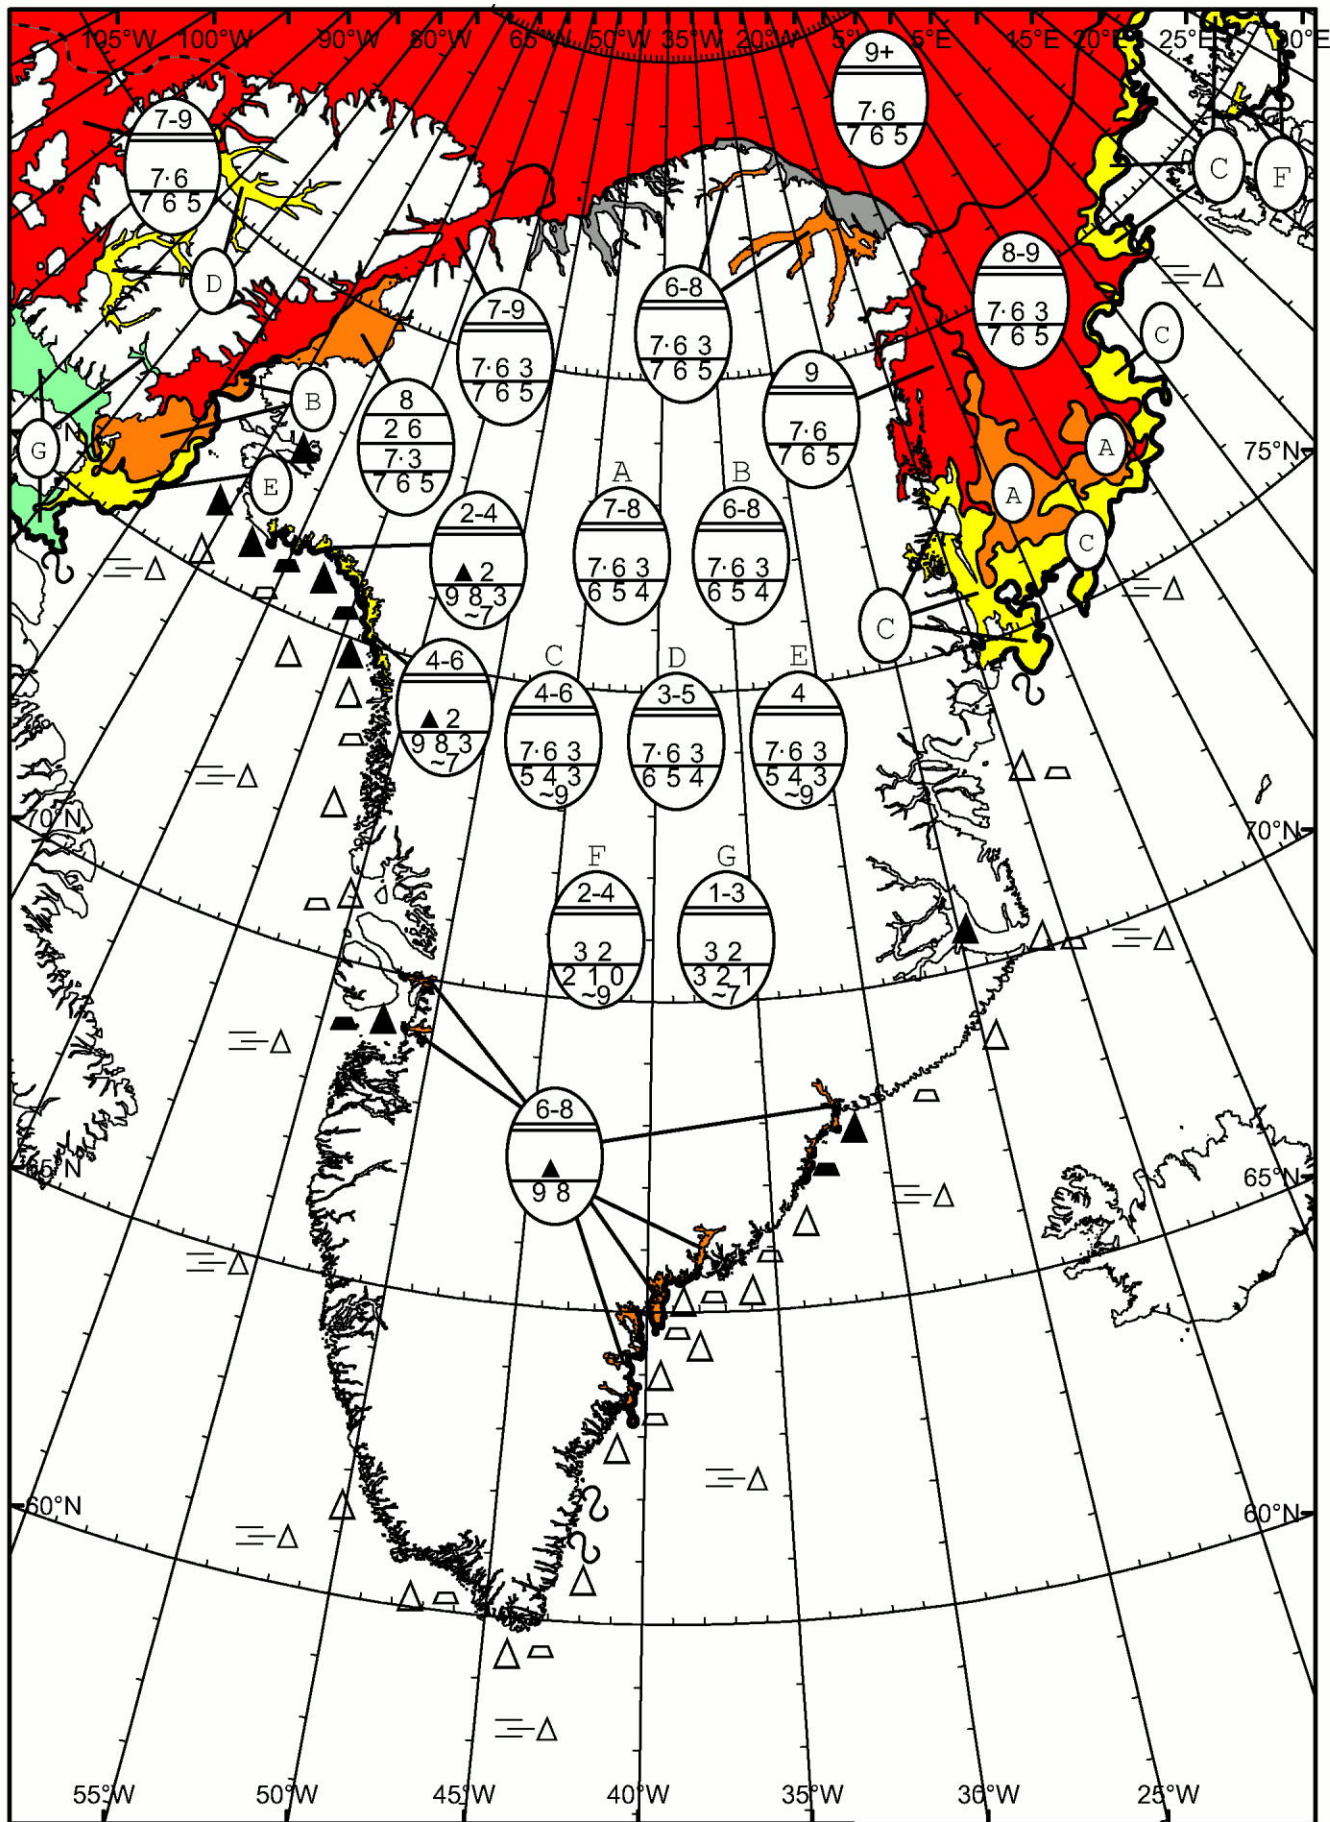 105°W 100°W 90°W 80°W 65°W 50°W 35°W 20°W 5°W 5°E 15°E 20°E 25°E 30°E
9+
7·6
7 6 5
7-9
7·6
7 6 5
C
F
D
8-9
7·6 3
7 6 5
6-8
7·6 3
7 6 5
7-9
7·6 3
7 6 5
C
9
7·6
7 6 5
B
8
2 6
7·3
7 6 5
G
N
A
75°N
E
A
C
2-4
▲ 2
9 8 3
~7
A
7-8
7·6 3
6 5 4
B
6-8
7·6 3
6 5 4
C
4-6
▲ 2
9 8 3
~7
C
4-6
7·6 3
5 4 3
~9
D
3-5
7·6 3
6 5 4
E
4
7·6 3
5 4 3
~9
70°N
70°N
F
2-4
3 2
2 1 0
~9
G
1-3
3 2
3 2 1
~7
6-8
▲
9 8
65°N
65°N
60°N
60°N
55°W 50°W 45°W 40°W 35°W 30°W 25°W